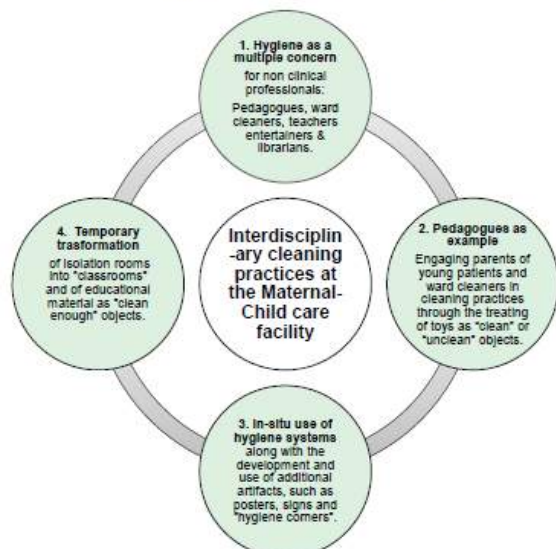 1. Hygiene as a
multiple concern
for non clinical
professionals:
Pedagogues, ward
cleaners, teachers
entertainers &
librarians.
2. Pedagogues as
example
Engaging parents of
young patients and
ward cleaners in
cleaning practices
through the treating
of toys as "clean" or
"unclean" objects.
3. In-situ use of
hygiene systems
along with the
development and
use of additional
artifacts, such as
posters, signs and
"hygiene corners".
4. Temporary
trasformation
of isolation rooms
into "classrooms"
and of educational
material as "clean
enough" objects.
Interdisciplin
-ary cleaning
practices at
the Maternal-
Child care
facility